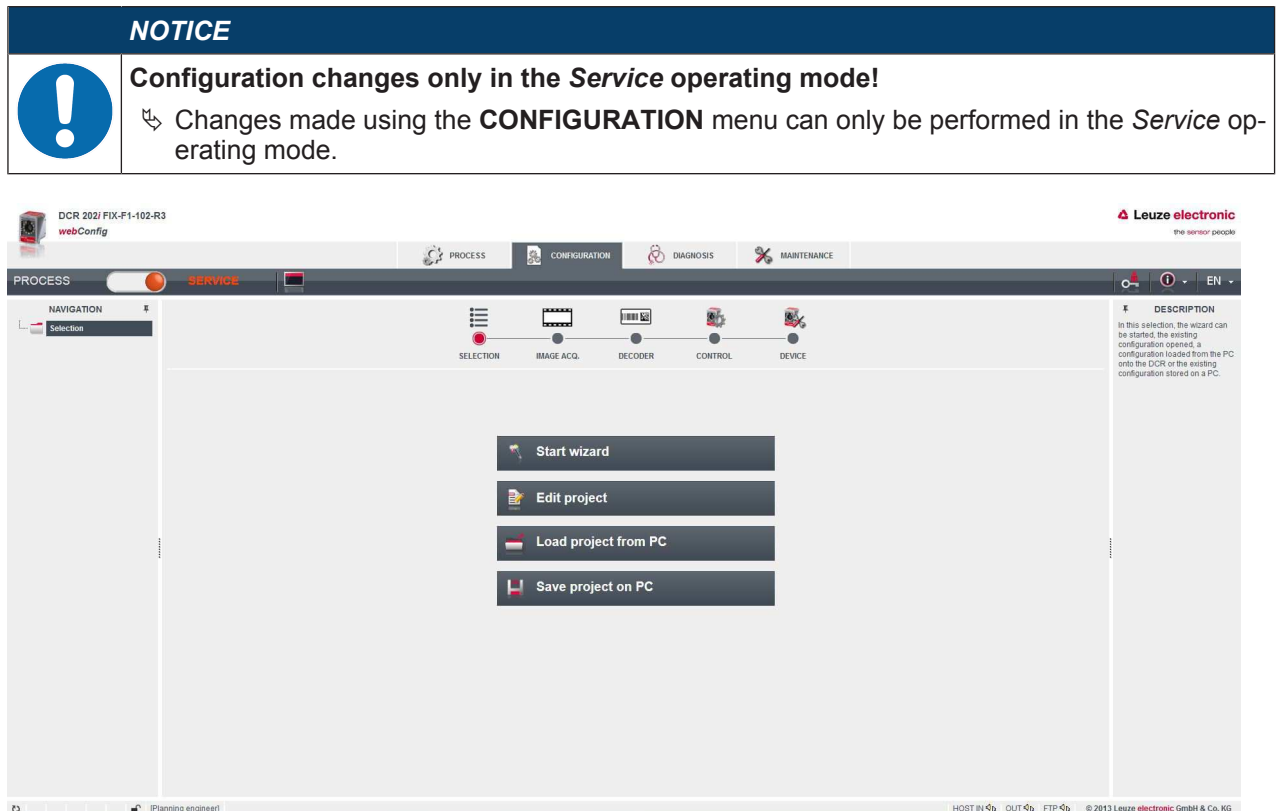 NOTICE
Configuration changes only in the Service operating mode!
Changes made using the CONFIGURATION menu can only be performed in the Service op-
erating mode.
DCR 202i FIX-F1-102-R3
webConfig
Leuze electronic
the sensor people
PROCESS
CONFIGURATION
DIAGNOSIS
MAINTENANCE
PROCESS
SERVICE
EN
NAVIGATION
Selection
SELECTION
IMAGE ACQ.
DECODER
CONTROL
DEVICE
DESCRIPTION
In this selection, the wizard can
be started, the existing
configuration opened, a
configuration loaded from the PC
onto the DCR or the existing
configuration stored on a PC.
Start wizard
Edit project
Load project from PC
Save project on PC
[Planning engineer]
HOST IN
OUT
FTP
© 2013 Leuze electronic GmbH & Co. KG